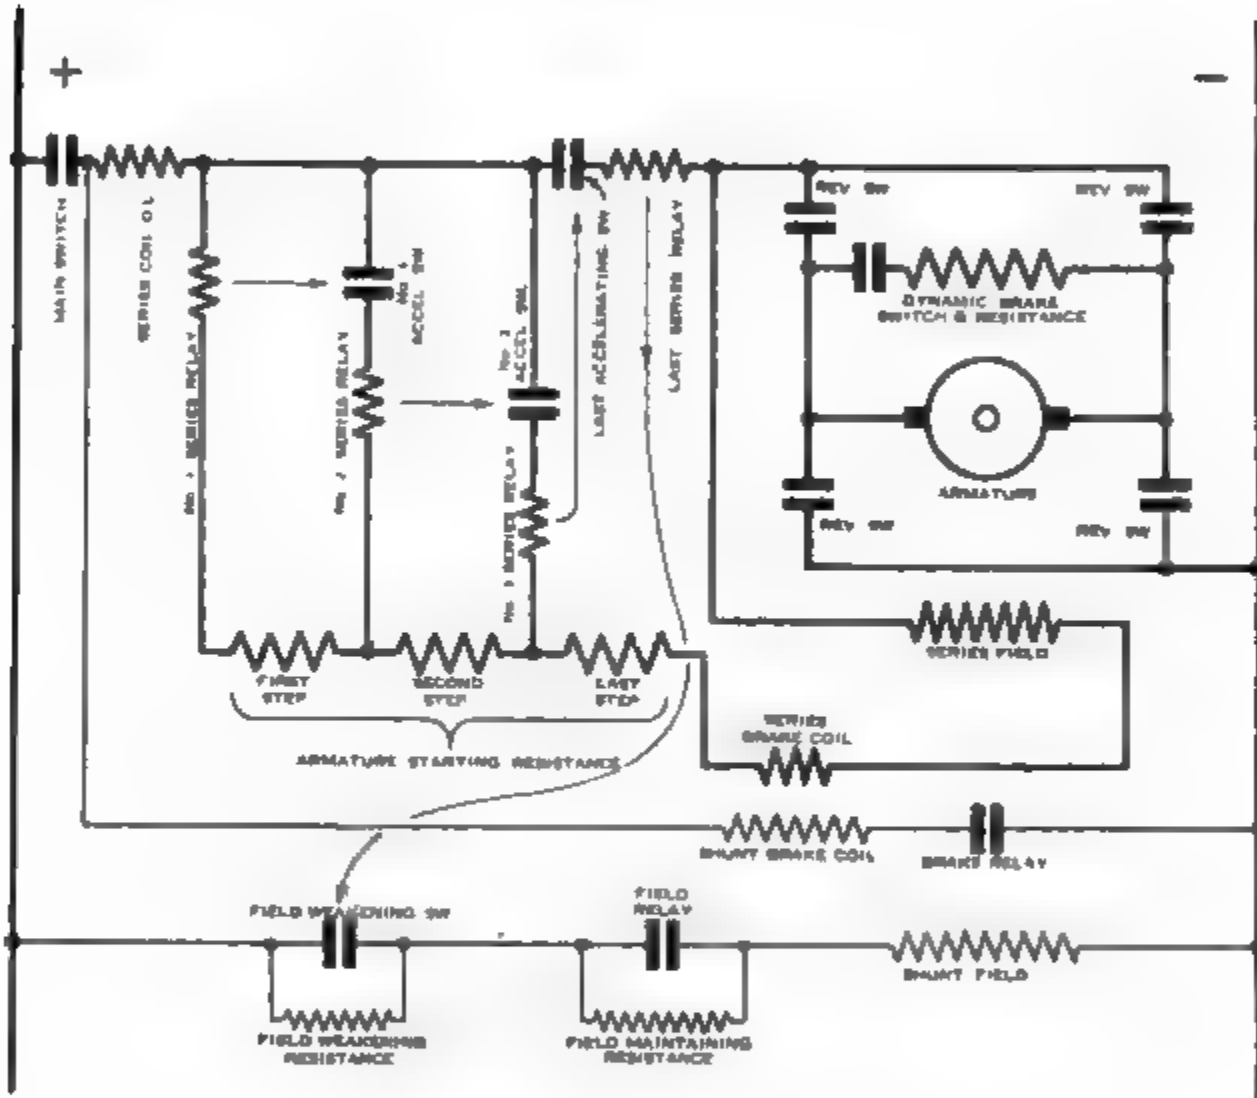 +
−
MAIN SWITCH
SERIES COIL OL
No 1 SERIES RELAY
No 2 SERIES RELAY
ACCEL SW
No 2
ACCEL SW.
No. 3 SERIES RELAY
LAST ACCELERATING SW
LAST SERIES RELAY
REV SW
REV SW
DYNAMIC BRAKE
SWITCH & RESISTANCE
ARMATURE
REV SW
REV SW
SERIES FIELD
FIRST
STEP
SECOND
STEP
LAST
STEP
ARMATURE STARTING RESISTANCE
SERIES
BRAKE COIL
SHUNT BRAKE COIL
BRAKE RELAY
FIELD WEAKENING SW
FIELD
RELAY
SHUNT FIELD
FIELD WEAKENING
RESISTANCE
FIELD MAINTAINING
RESISTANCE